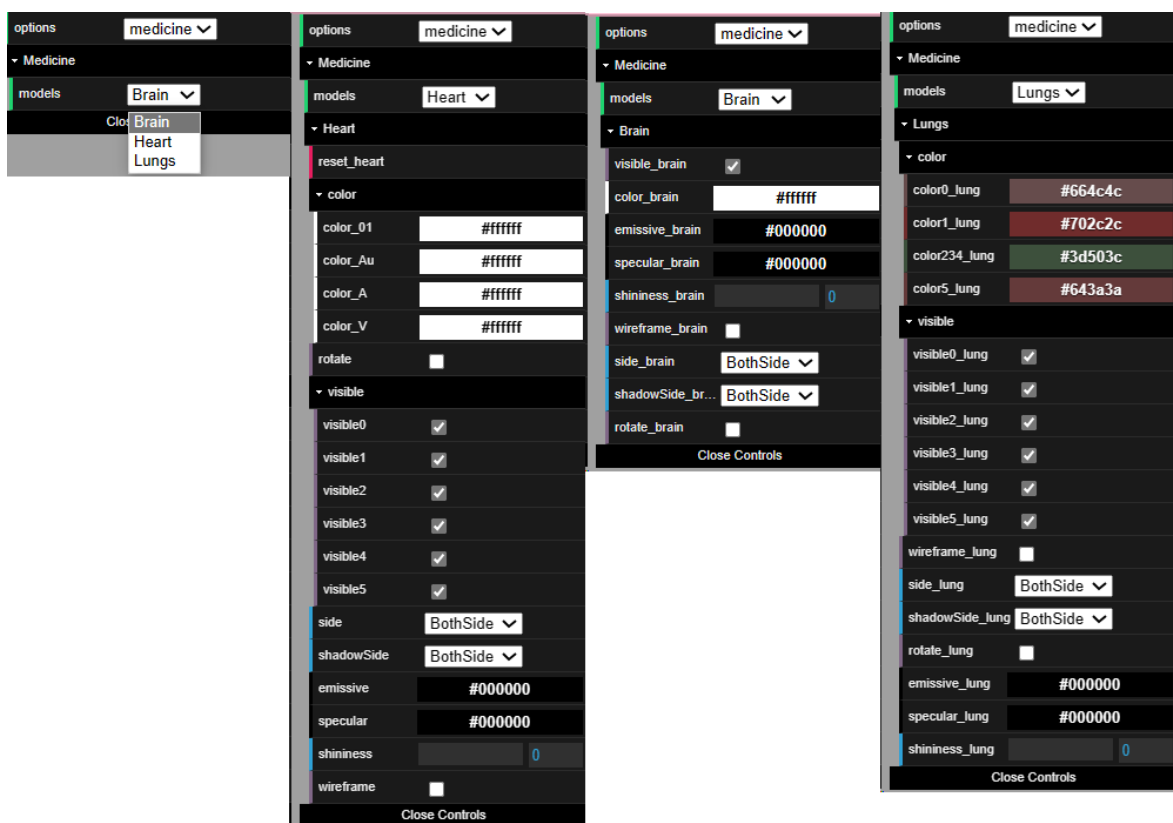 options medicine
Medicine
models Brain
Clos
Brain
Heart
Lungs
options medicine
Medicine
models Heart
Heart
reset_heart
color
color_01 #ffffff
color_Au #ffffff
color_A #ffffff
color_V #ffffff
rotate
visible
visible0
visible1
visible2
visible3
visible4
visible5
side BothSide
shadowSide BothSide
emissive #000000
specular #000000
shininess 0
wireframe
Close Controls
options medicine
Medicine
models Brain
Brain
visible_brain
color_brain #ffffff
emissive_brain #000000
specular_brain #000000
shininess_brain 0
wireframe_brain
side_brain BothSide
shadowSide_br... BothSide
rotate_brain
Close Controls
options medicine
Medicine
models Lungs
Lungs
color
color0_lung #664c4c
color1_lung #702c2c
color234_lung #3d503c
color5_lung #643a3a
visible
visible0_lung
visible1_lung
visible2_lung
visible3_lung
visible4_lung
visible5_lung
wireframe_lung
side_lung BothSide
shadowSide_lung BothSide
rotate_lung
emissive_lung #000000
specular_lung #000000
shininess_lung 0
Close Controls